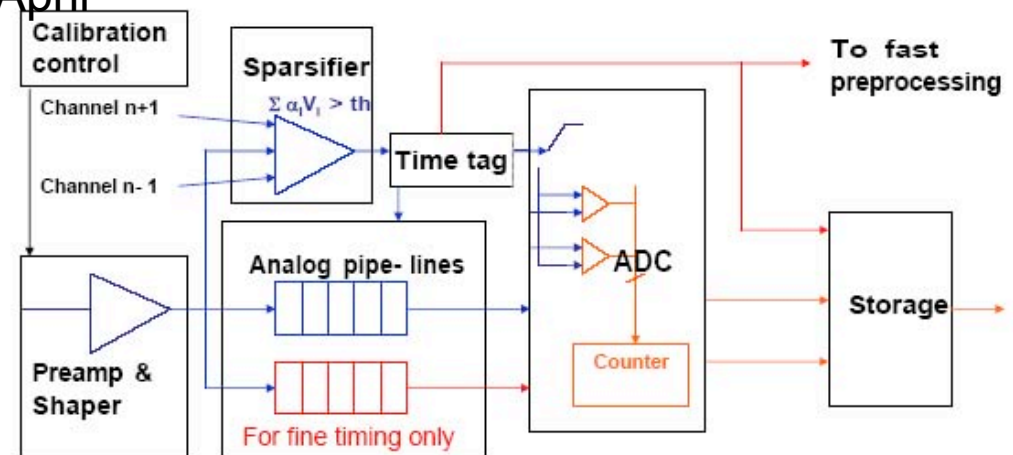 April
Calibration
control
Channel n+1
Channel n- 1
Sparsifier
Σ αᵢVᵢ > th
Time tag
To fast
preprocessing
Analog pipe- lines
ADC
Storage
Preamp &
Shaper
Counter
For fine timing only